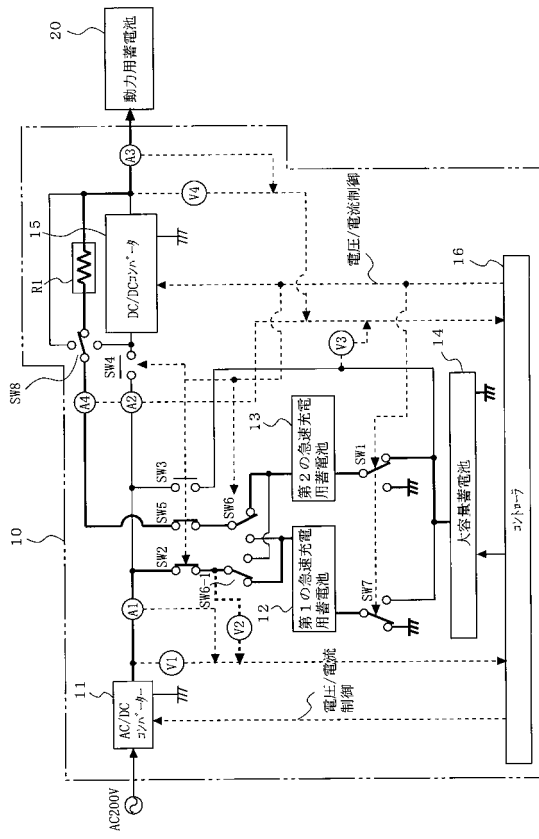 10
20
動力用蓄電池
A3
R1
15
V4
DC/DCコンバータ
SW8
SW4
A4
A2
電圧/電流制御
16
V3
14
SW3
SW5
SW6
13
第2の急速充電
用蓄電池
SW1
大容量蓄電池
コントローラ
SW2
SW6-1
12
第1の急速充電
用蓄電池
SW7
A1
V2
V1
11
AC/DC
コンバーター
電圧/電流
制御
AC200V